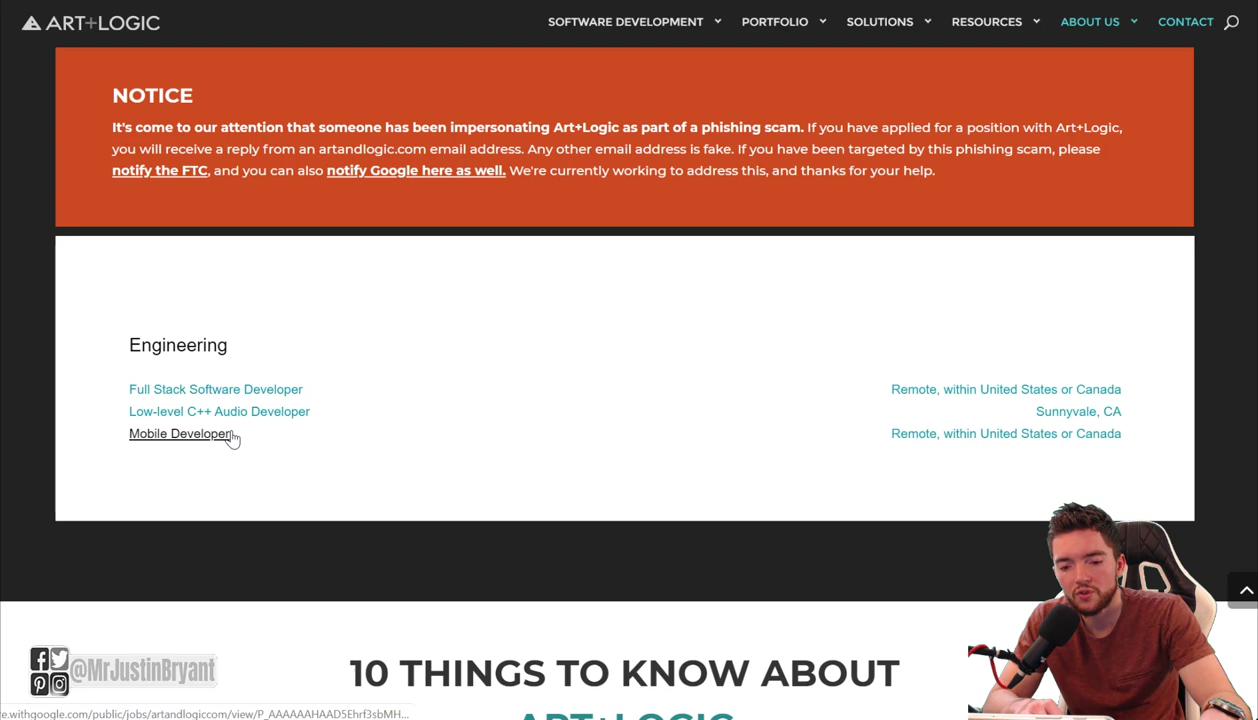 ART+LOGIC
SOFTWARE DEVELOPMENT PORTFOLIO SOLUTIONS RESOURCES ABOUT US CONTACT
NOTICE
It's come to our attention that someone has been impersonating Art+Logic as part of a phishing scam. If you have applied for a position with Art+Logic,
you will receive a reply from an artandlogic.com email address. Any other email address is fake. If you have been targeted by this phishing scam, please
notify the FTC, and you can also notify Google here as well. We're currently working to address this, and thanks for your help.
Engineering
Full Stack Software Developer Remote, within United States or Canada
Low-level C++ Audio Developer Sunnyvale, CA
Mobile Developer Remote, within United States or Canada
10 THINGS TO KNOW ABOUT
ART+LOGIC
@MrJustinBryant
e.withgoogle.com/public/jobs/artandlogiccom/view/P_AAAAAAHAAD5Ehrf3sbMH...